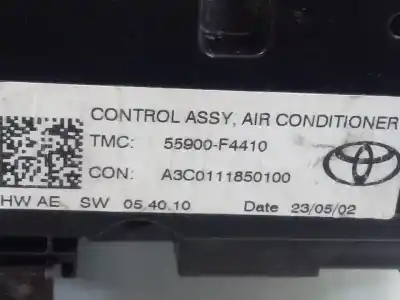 CONTROL ASSY, AIR CONDITIONER
TMC: 55900-F4410
CON: A3C0111850100
HW AE SW 05.40.10 Date 23/05/02